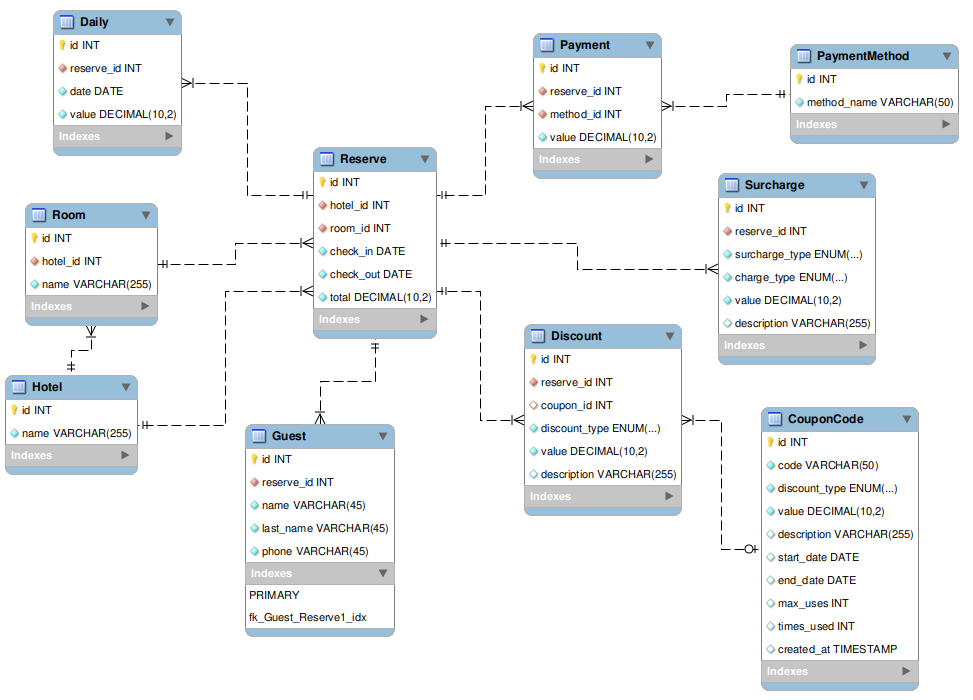 Daily
id INT
reserve_id INT
date DATE
value DECIMAL(10,2)
Indexes
Payment
id INT
reserve_id INT
method_id INT
value DECIMAL(10,2)
Indexes
PaymentMethod
id INT
method_name VARCHAR(50)
Indexes
Reserve
id INT
hotel_id INT
room_id INT
check_in DATE
check_out DATE
total DECIMAL(10,2)
Indexes
Surcharge
id INT
reserve_id INT
surcharge_type ENUM(...)
charge_type ENUM(...)
value DECIMAL(10,2)
description VARCHAR(255)
Indexes
Room
id INT
hotel_id INT
name VARCHAR(255)
Indexes
Hotel
id INT
name VARCHAR(255)
Indexes
Guest
id INT
reserve_id INT
name VARCHAR(45)
last_name VARCHAR(45)
phone VARCHAR(45)
Indexes
PRIMARY
fk_Guest_Reserve1_idx
Discount
id INT
reserve_id INT
coupon_id INT
discount_type ENUM(...)
value DECIMAL(10,2)
description VARCHAR(255)
Indexes
CouponCode
id INT
code VARCHAR(50)
discount_type ENUM(...)
value DECIMAL(10,2)
description VARCHAR(255)
start_date DATE
end_date DATE
max_uses INT
times_used INT
created_at TIMESTAMP
Indexes